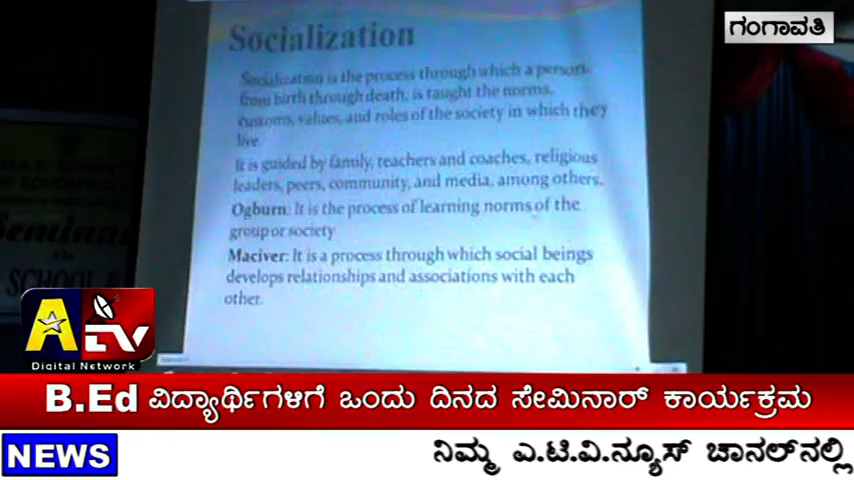 ಗಂಗಾವತಿ
Socialization
Socialization is the process through which a person,
from birth through death, is taught the norms,
customs, values, and roles of the society in which they
live.
It is guided by family, teachers and coaches, religious
leaders, peers, community, and media, among others.
Ogburn: It is the process of learning norms of the
group or society
Maciver: It is a process through which social beings
develops relationships and associations with each
other.
Seminar
on
SCHOOL
ATV
Digital Network
B.Ed ವಿದ್ಯಾರ್ಥಿಗಳಿಗೆ ಒಂದು ದಿನದ ಸೇಮಿನಾರ್ ಕಾರ್ಯಕ್ರಮ
NEWS
ನಿಮ್ಮ ಎ.ಟಿ.ವಿ.ನ್ಯೂಸ್ ಚಾನಲ್‌ನಲ್ಲಿ